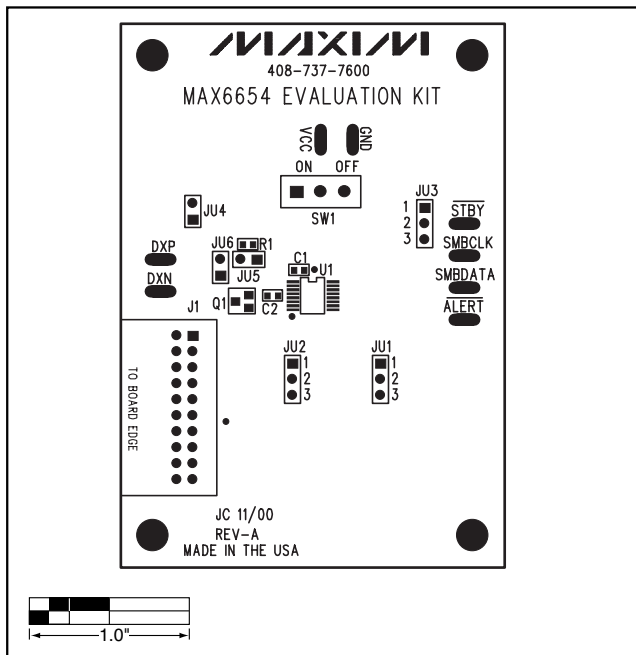 MAXIM
408-737-7600
MAX6654 EVALUATION KIT
VCC
GND
ON OFF
SW1
JU3
1
2
3
JU4
STBY
SMBCLK
SMBDATA
ALERT
DXP
DXN
JU6
R1
JU5
C1
U1
Q1
C2
J1
TO BOARD EDGE
JU2
1
2
3
JU1
1
2
3
JC 11/00
REV-A
MADE IN THE USA
1.0"